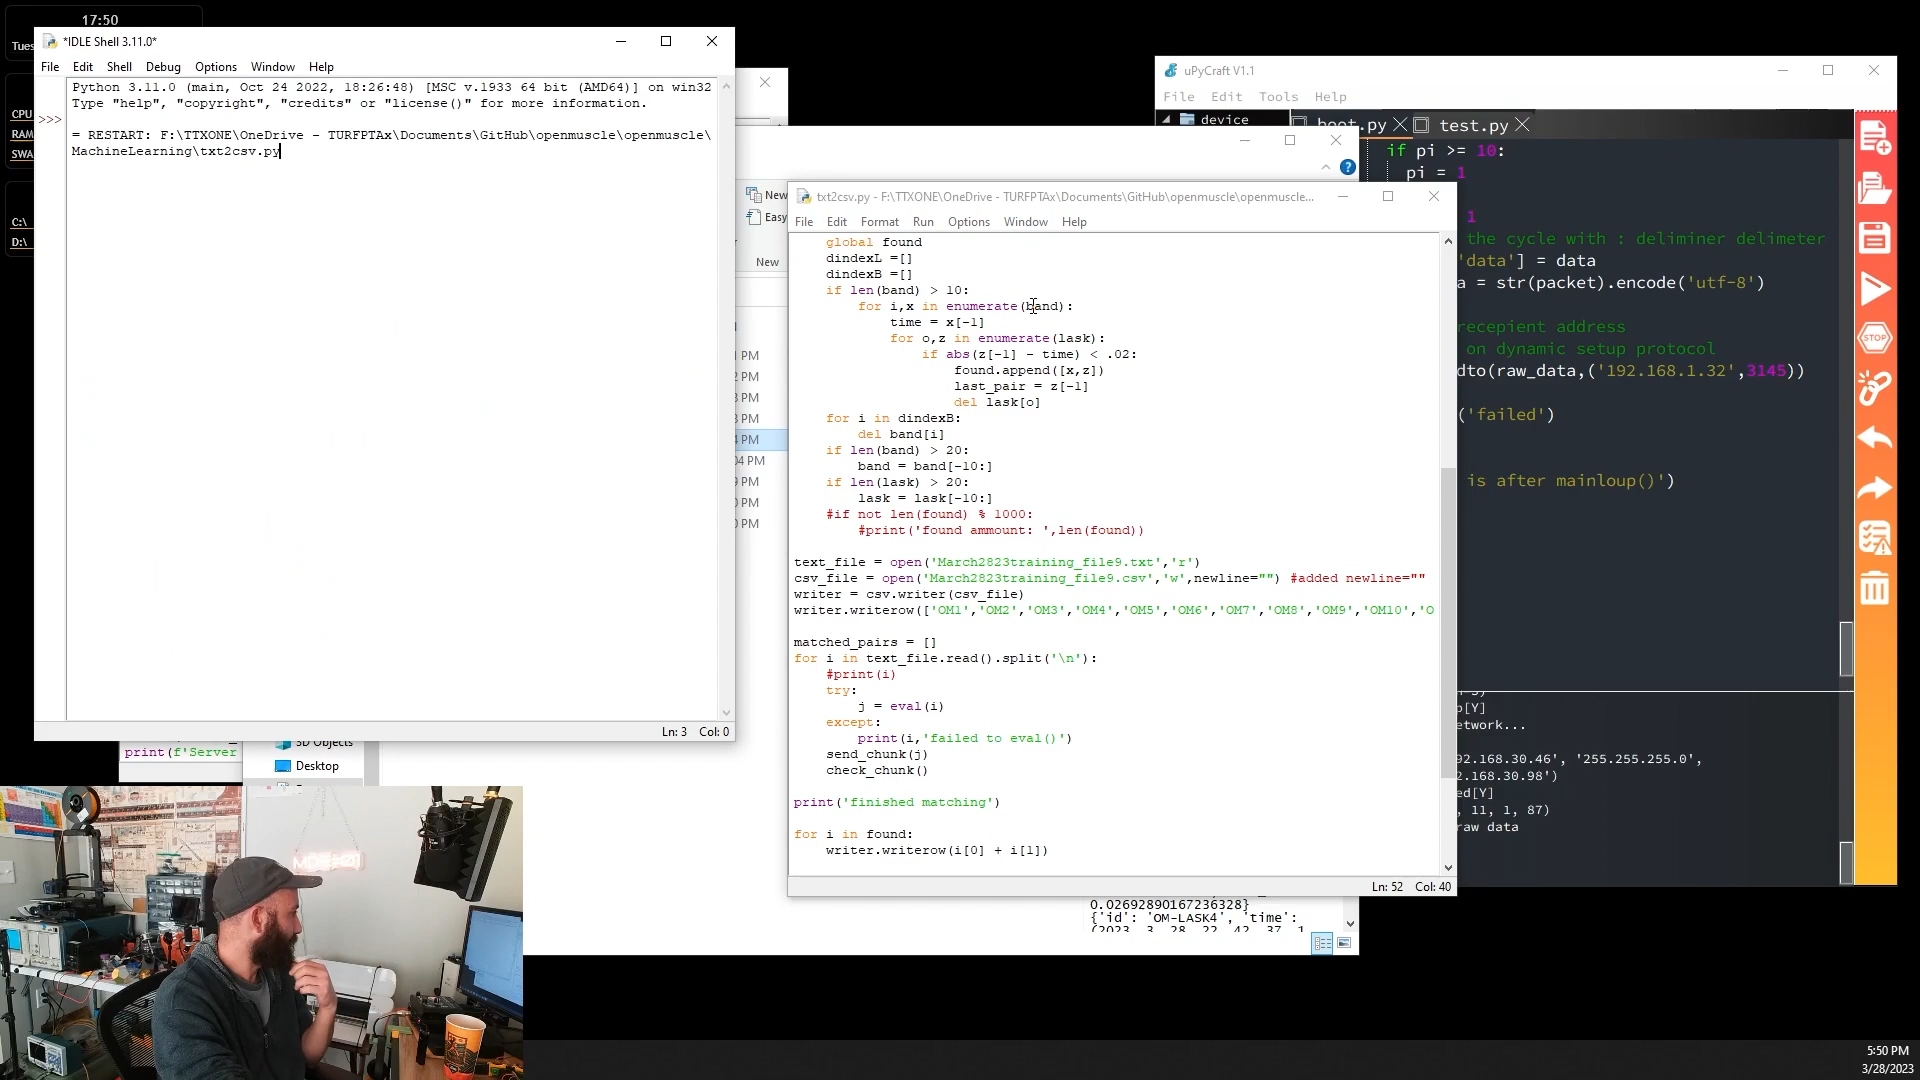 17:50
Tues
CPU
RAM
SWA
C:\
D:\
*IDLE Shell 3.11.0*
File Edit Shell Debug Options Window Help
Python 3.11.0 (main, Oct 24 2022, 18:26:48) [MSC v.1933 64 bit (AMD64)] on win32
Type "help", "copyright", "credits" or "license()" for more information.
>>>
= RESTART: F:\TTXONE\OneDrive - TURFPTAx\Documents\GitHub\openmuscle\openmuscle\
MachineLearning\txt2csv.py
Ln: 3 Col: 0
print(f'Server
3D Objects
Desktop
New
Easy
New
PM
2 PM
3 PM
3 PM
4 PM
04 PM
9 PM
0 PM
0 PM
txt2csv.py - F:\TTXONE\OneDrive - TURFPTAx\Documents\GitHub\openmuscle\openmuscle...
File Edit Format Run Options Window Help
global found
dindexL =[]
dindexB =[]
if len(band) > 10:
for i,x in enumerate(band):
time = x[-1]
for o,z in enumerate(lask):
if abs(z[-1] - time) < .02:
found.append([x,z])
last_pair = z[-1]
del lask[o]
for i in dindexB:
del band[i]
if len(band) > 20:
band = band[-10:]
if len(lask) > 20:
lask = lask[-10:]
#if not len(found) % 1000:
#print('found ammount: ',len(found))
text_file = open('March2823training_file9.txt','r')
csv_file = open('March2823training_file9.csv','w',newline="") #added newline=""
writer = csv.writer(csv_file)
writer.writerow(['OM1','OM2','OM3','OM4','OM5','OM6','OM7','OM8','OM9','OM10','O
matched_pairs = []
for i in text_file.read().split('\n'):
#print(i)
try:
j = eval(i)
except:
print(i,'failed to eval()')
send_chunk(j)
check_chunk()
print('finished matching')
for i in found:
writer.writerow(i[0] + i[1])
Ln: 52 Col: 40
0.02692890167236328}
{'id': 'OM-LASK4', 'time':
(2023, 3, 28, 22, 42, 37, 1
uPyCraft V1.1
File Edit Tools Help
device
boot.py
test.py
if pi >= 10:
pi = 1
1
the cycle with : deliminer delimeter
'data'] = data
a = str(packet).encode('utf-8')
recepient address
on dynamic setup protocol
dto(raw_data,('192.168.1.32',3145))
('failed')
is after mainloup()')
o[Y]
etwork...
92.168.30.46', '255.255.255.0',
2.168.30.98')
ed[Y]
, 11, 1, 87)
raw data
STOP
5:50 PM
3/28/2023